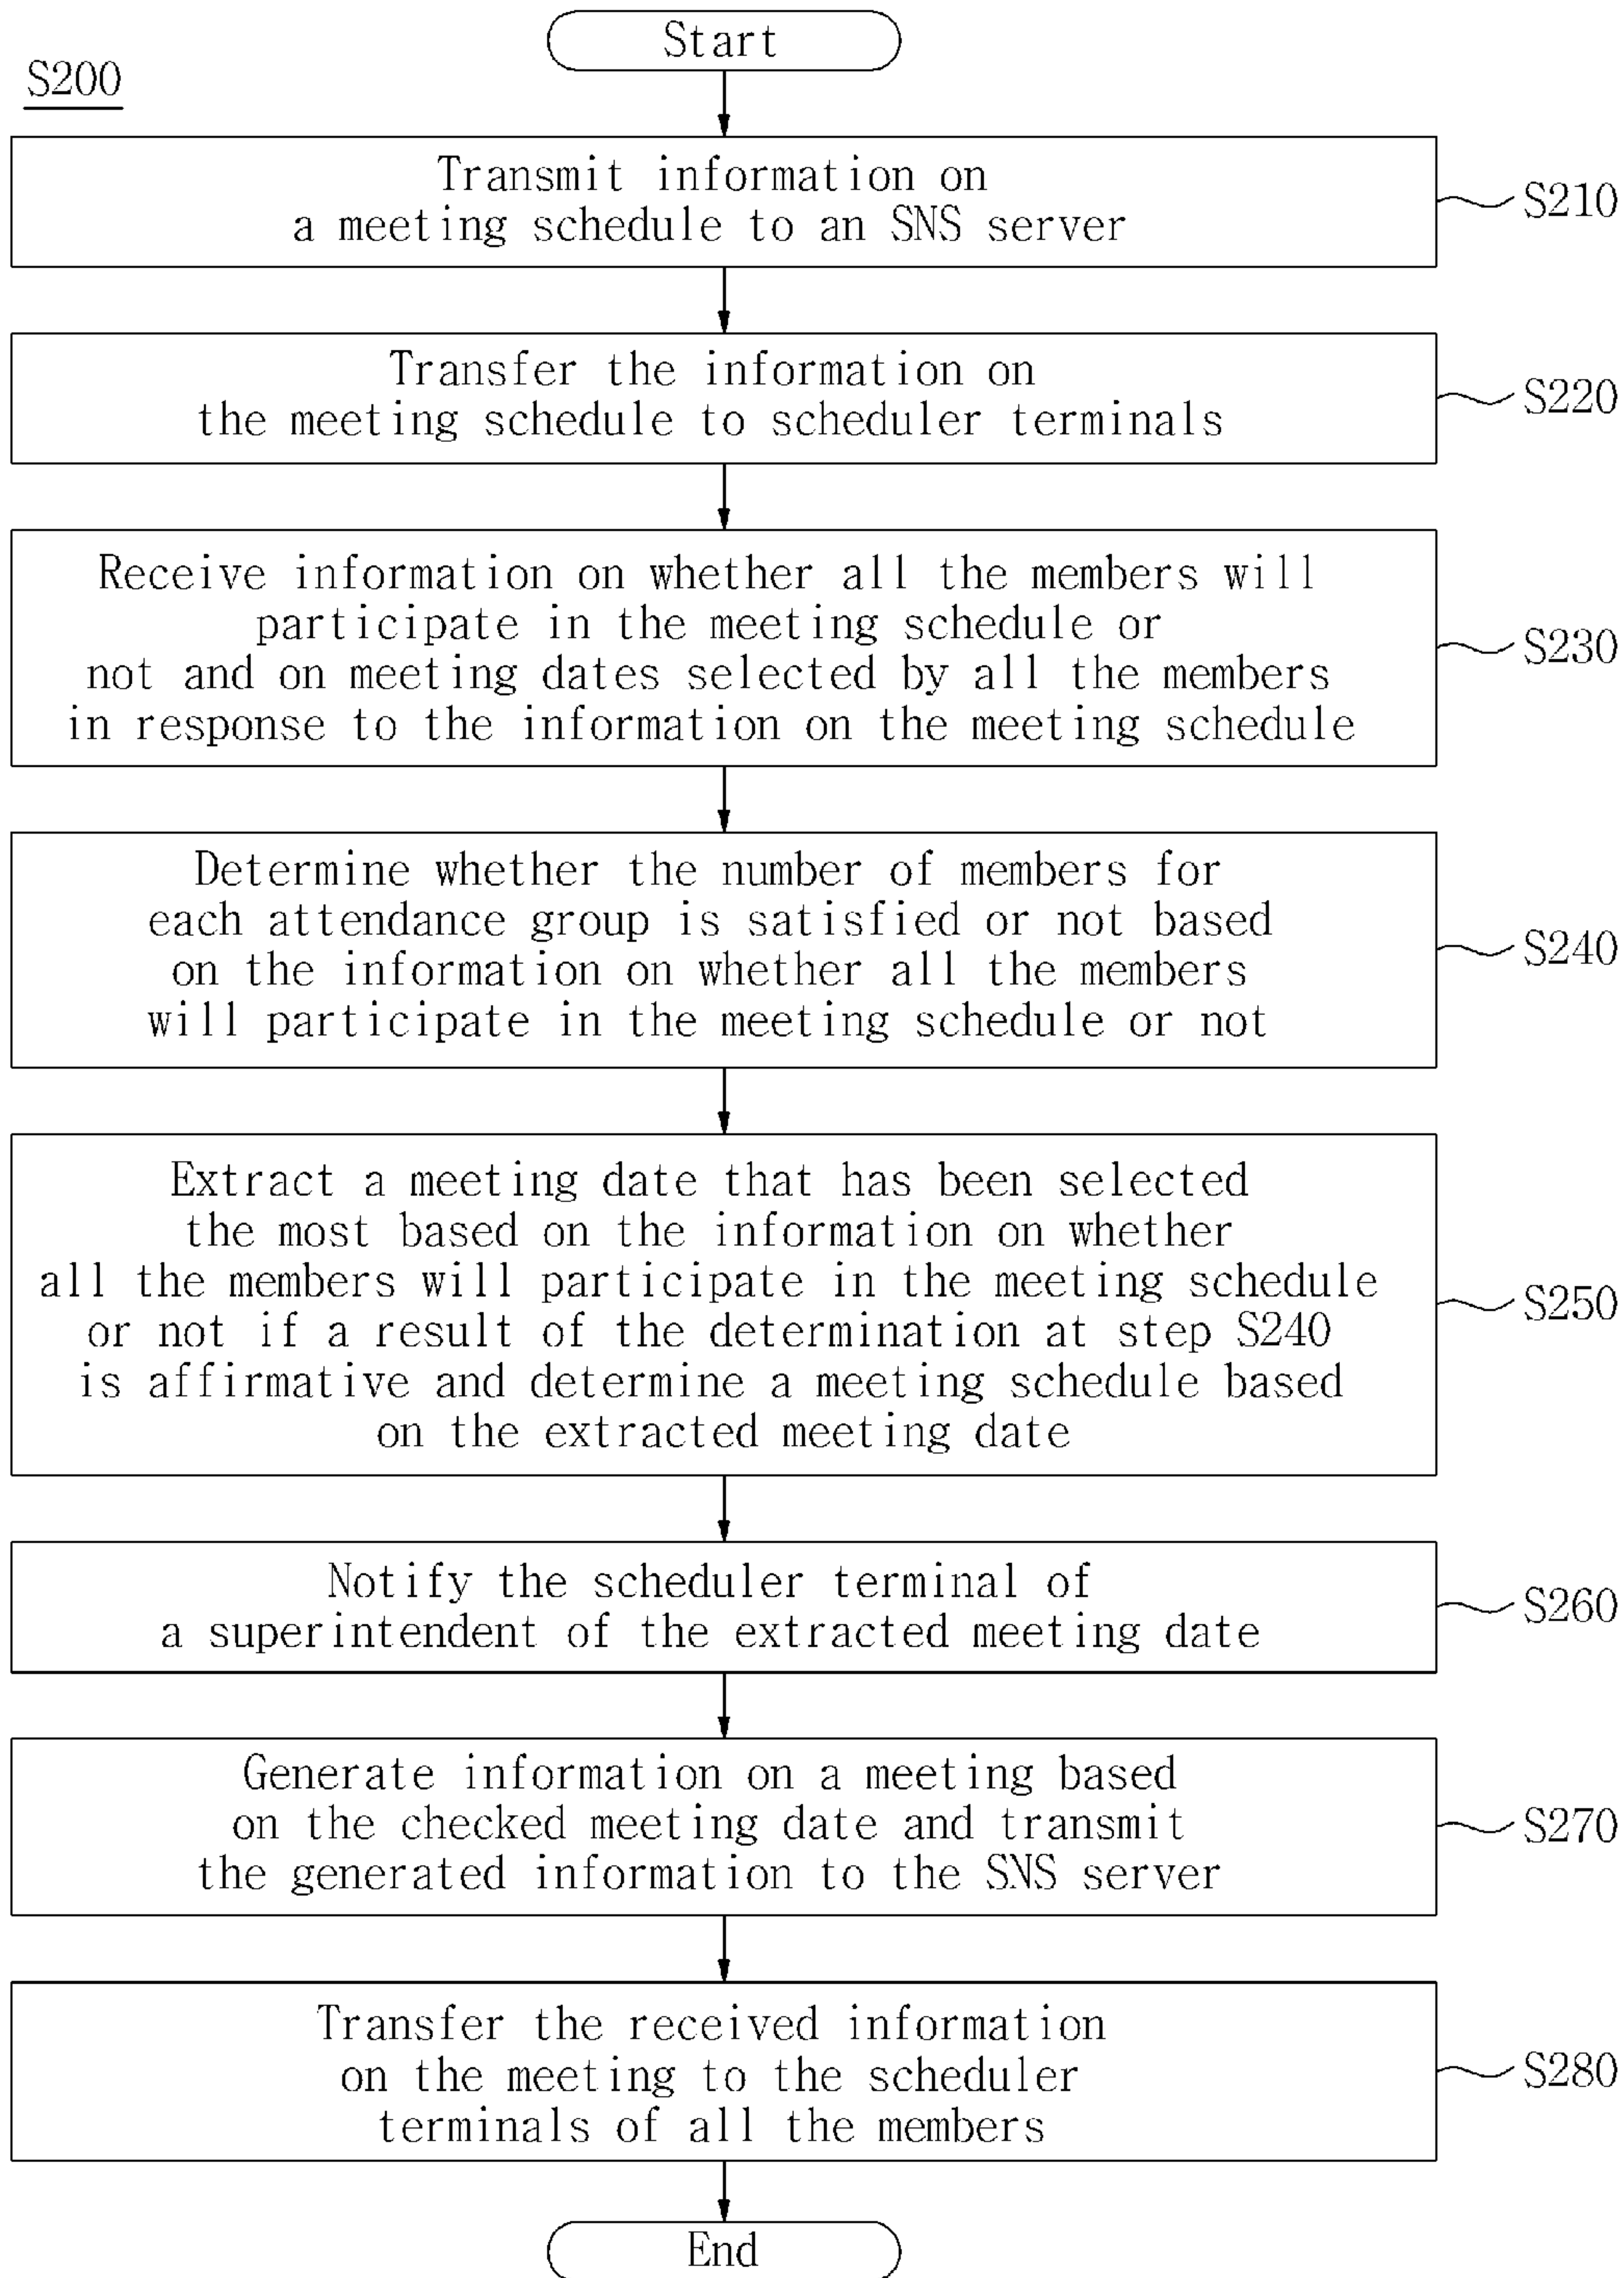 Start
S200
Transmit information on
a meeting schedule to an SNS server
S210
Transfer the information on
the meeting schedule to scheduler terminals
S220
Receive information on whether all the members will
participate in the meeting schedule or
not and on meeting dates selected by all the members
in response to the information on the meeting schedule
S230
Determine whether the number of members for
each attendance group is satisfied or not based
on the information on whether all the members
will participate in the meeting schedule or not
S240
Extract a meeting date that has been selected
the most based on the information on whether
all the members will participate in the meeting schedule
or not if a result of the determination at step S240
is affirmative and determine a meeting schedule based
on the extracted meeting date
S250
Notify the scheduler terminal of
a superintendent of the extracted meeting date
S260
Generate information on a meeting based
on the checked meeting date and transmit
the generated information to the SNS server
S270
Transfer the received information
on the meeting to the scheduler
terminals of all the members
S280
End